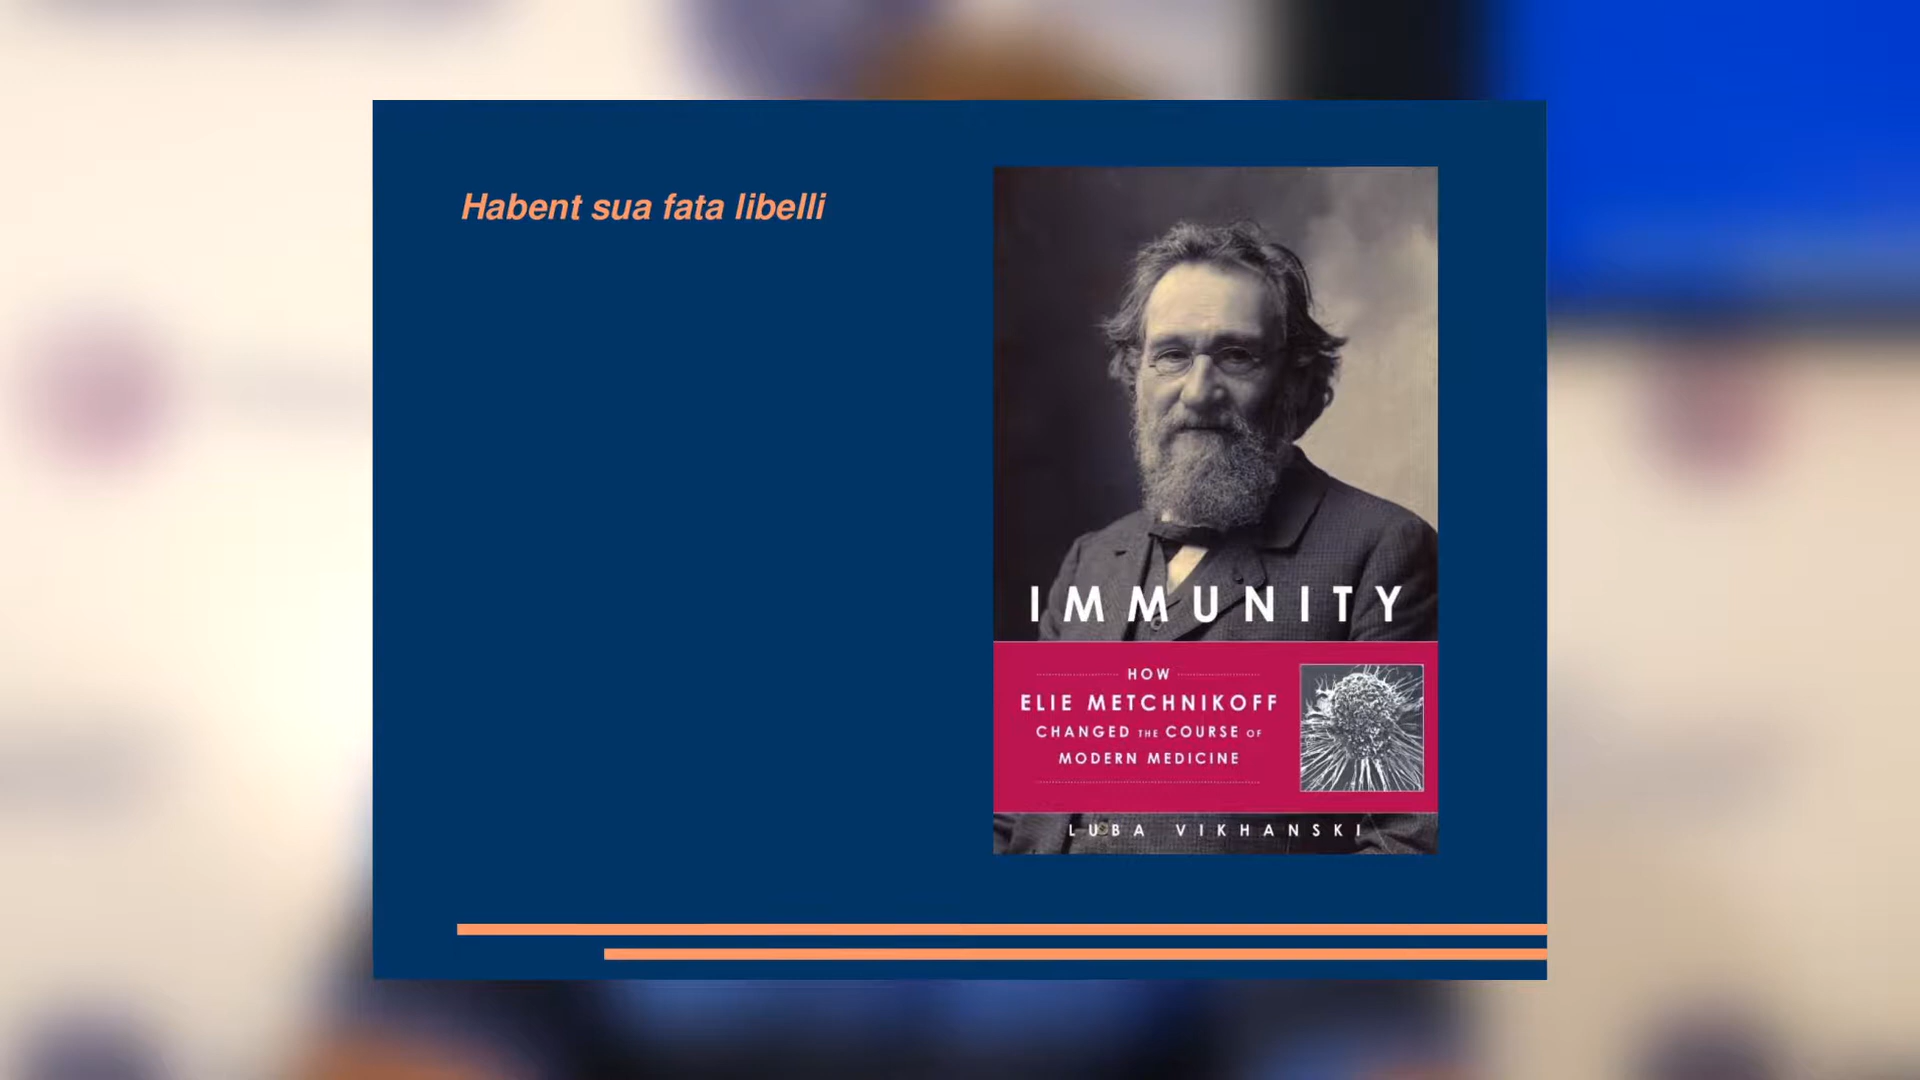 Habent sua fata libelli
IMMUNITY
HOW
ELIE METCHNIKOFF
CHANGED THE COURSE OF
MODERN MEDICINE
LUBA VIKHANSKI